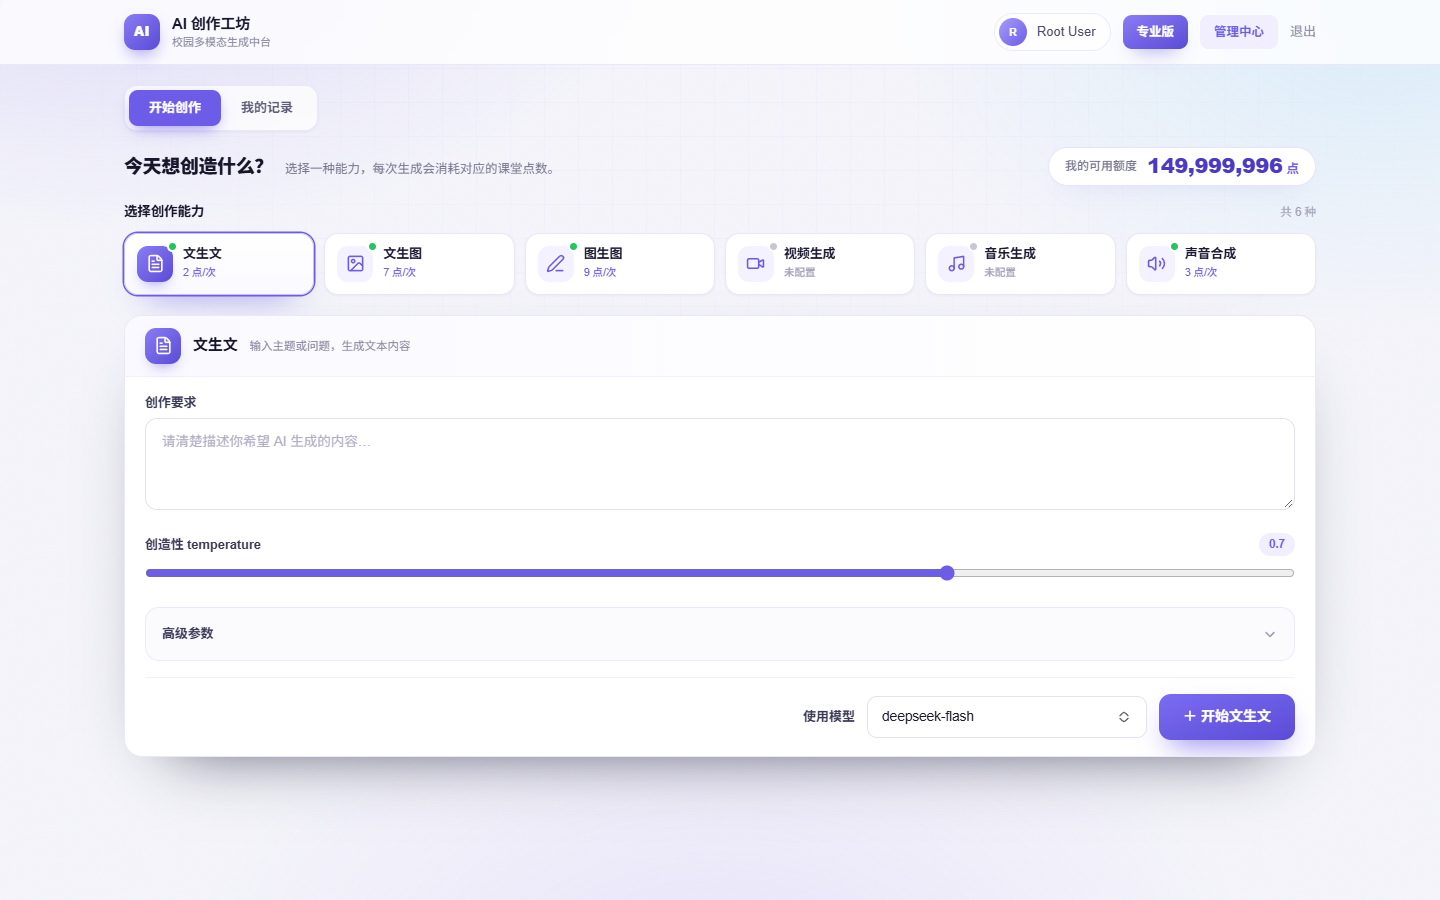 AI
AI 创作工坊
校园多模态生成中台
R
Root User
专业版
管理中心
退出
开始创作
我的记录
今天想创造什么？
选择一种能力，每次生成会消耗对应的课堂点数。
我的可用额度 149,999,996 点
选择创作能力
共 6 种
文生文
2 点/次
文生图
7 点/次
图生图
9 点/次
视频生成
未配置
音乐生成
未配置
声音合成
3 点/次
文生文
输入主题或问题，生成文本内容
创作要求
请清楚描述你希望 AI 生成的内容...
创造性 temperature
0.7
高级参数
使用模型
deepseek-flash
开始文生文